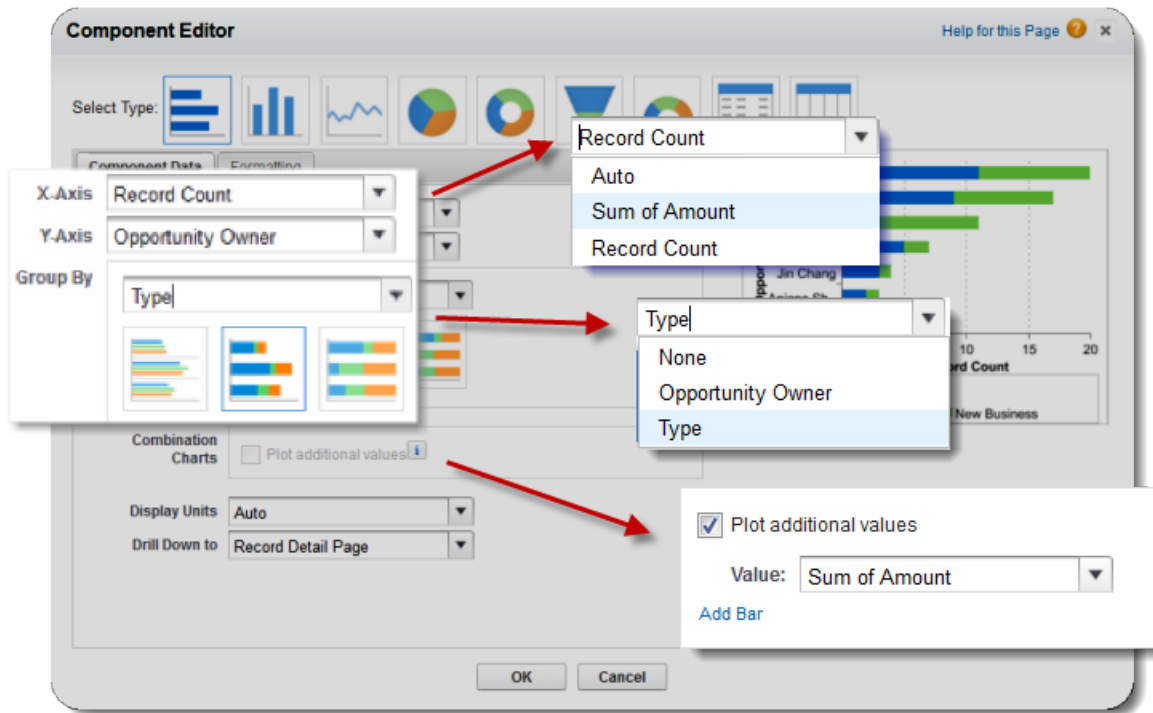 Component Editor
Help for this Page
Select Type:
Component Data
Formatting
X-Axis
Record Count
Y-Axis
Opportunity Owner
Group By
Type
Record Count
Auto
Sum of Amount
Record Count
Type
None
Opportunity Owner
Type
Jin Chang
10
15
20
New Business
Combination
Charts
Plot additional values
Display Units
Auto
Drill Down to
Record Detail Page
Plot additional values
Value:
Sum of Amount
Add Bar
OK
Cancel